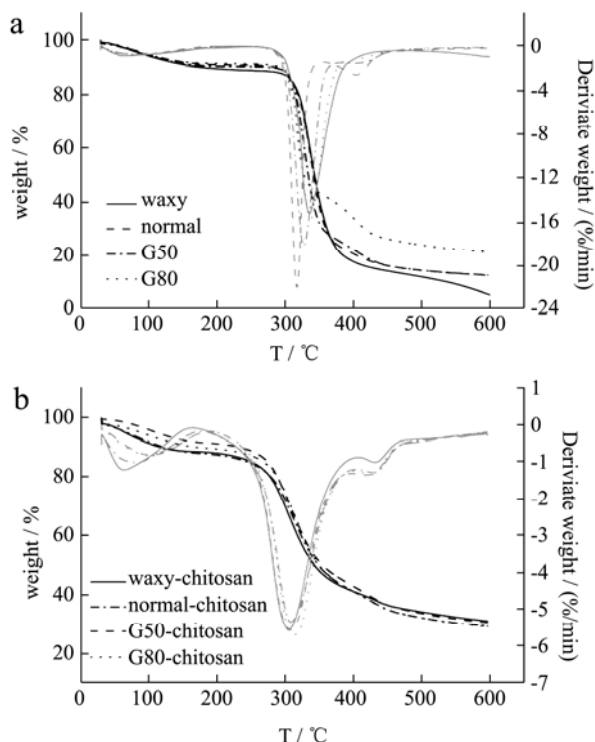 a
weight / %
100
80
60
40
20
0
waxy
normal
G50
G80
0
-4
-8
-12
-16
-20
-24
Deriviate weight / (%/min)
0 100 200 300 400 500 600
T / ℃
b
weight / %
100
80
60
40
20
waxy-chitosan
normal-chitosan
G50-chitosan
G80-chitosan
1
0
-1
-2
-3
-4
-5
-6
-7
Deriviate weight / (%/min)
0 100 200 300 400 500 600
T / ℃